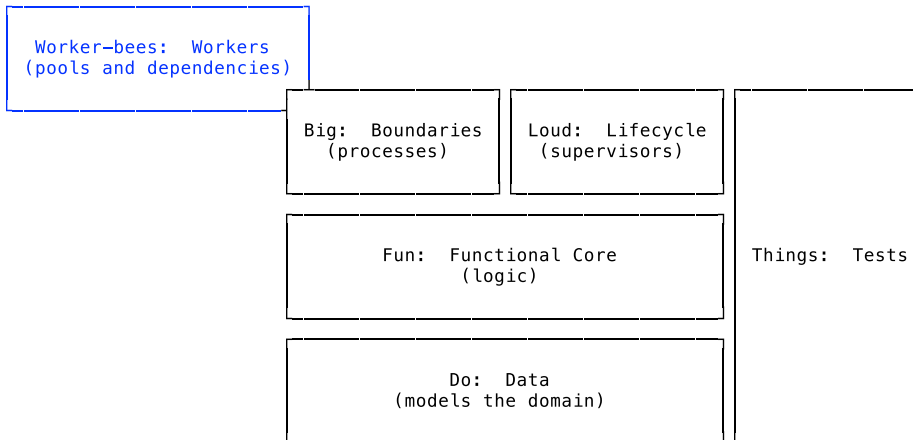 Worker-bees:  Workers
(pools and dependencies)
Big:  Boundaries
(processes)
Loud:  Lifecycle
(supervisors)
Fun:  Functional Core
(logic)
Things:  Tests
Do:  Data
(models the domain)